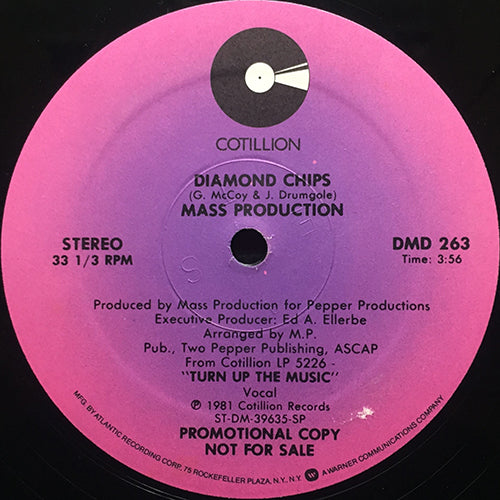 COTILLION
DIAMOND CHIPS
(G. McCoy & J. Drumgole)
MASS PRODUCTION
STEREO
33 1/3 RPM
DMD 263
Time: 3:56
Produced by Mass Production for Pepper Productions
Executive Producer: Ed A. Ellerbe
Arranged by M.P.
Pub., Two Pepper Publishing, ASCAP
From Cotillion LP 5226 -
"TURN UP THE MUSIC"
Vocal
℗ 1981 Cotillion Records
ST-DM-39635-SP
PROMOTIONAL COPY
NOT FOR SALE
MFG. BY ATLANTIC RECORDING CORP. 75 ROCKEFELLER PLAZA, N.Y., N.Y. W A WARNER COMMUNICATIONS COMPANY